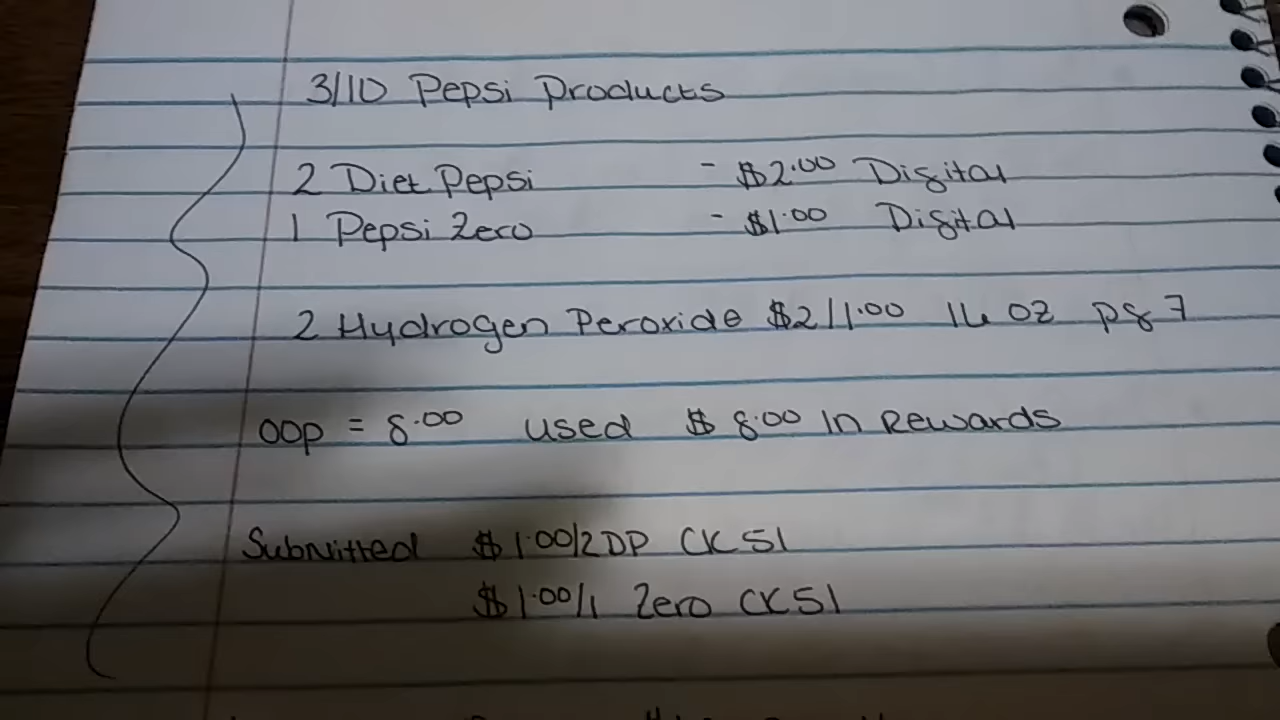 3/10 Pepsi Products
2 Diet Pepsi - $2.00 Digital
1 Pepsi Zero - $1.00 Digital
2 Hydrogen Peroxide $2/1.00 16 oz pg 7
OOP = 8.00 used $8.00 In Rewards
Submitted $1.00/2 DP CK51
$1.00/1 Zero CK51